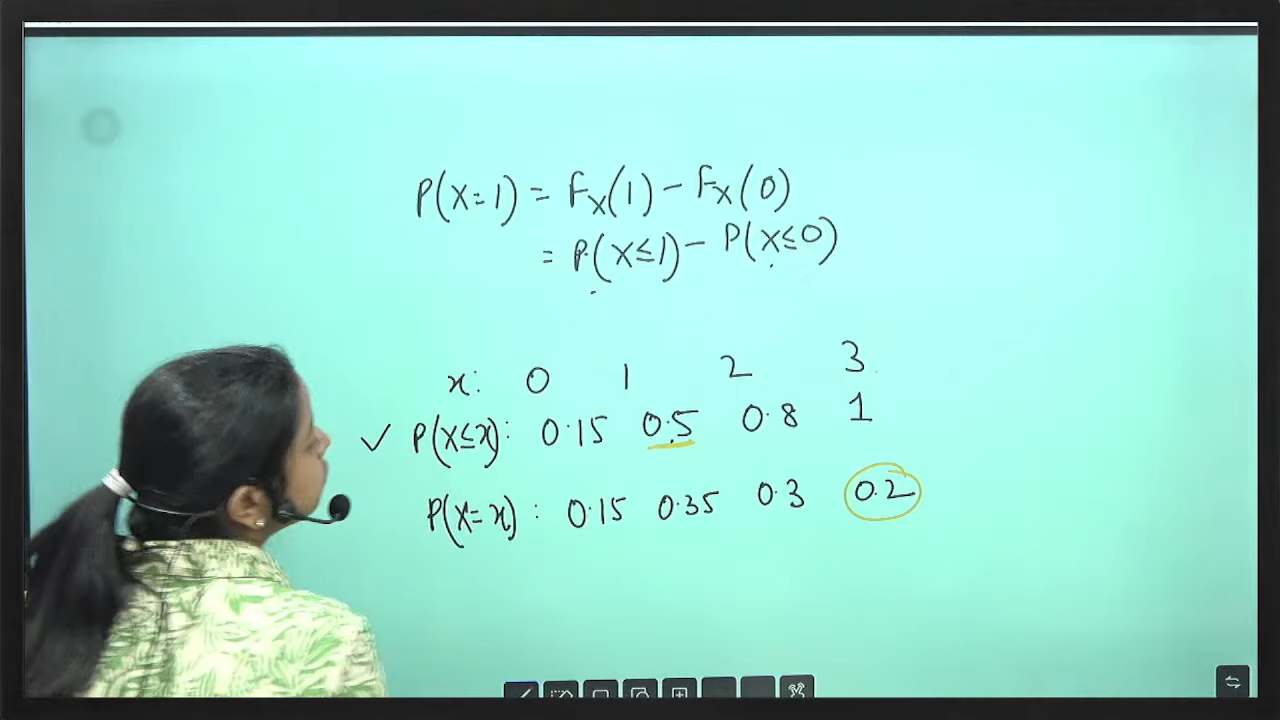 P(X=1) = Fx(1) - Fx(0)
= P(X≤1) - P(X≤0)
x: 0 1 2 3
✓ P(X≤x): 0.15 0.5 0.8 1
P(X=x): 0.15 0.35 0.3 0.2